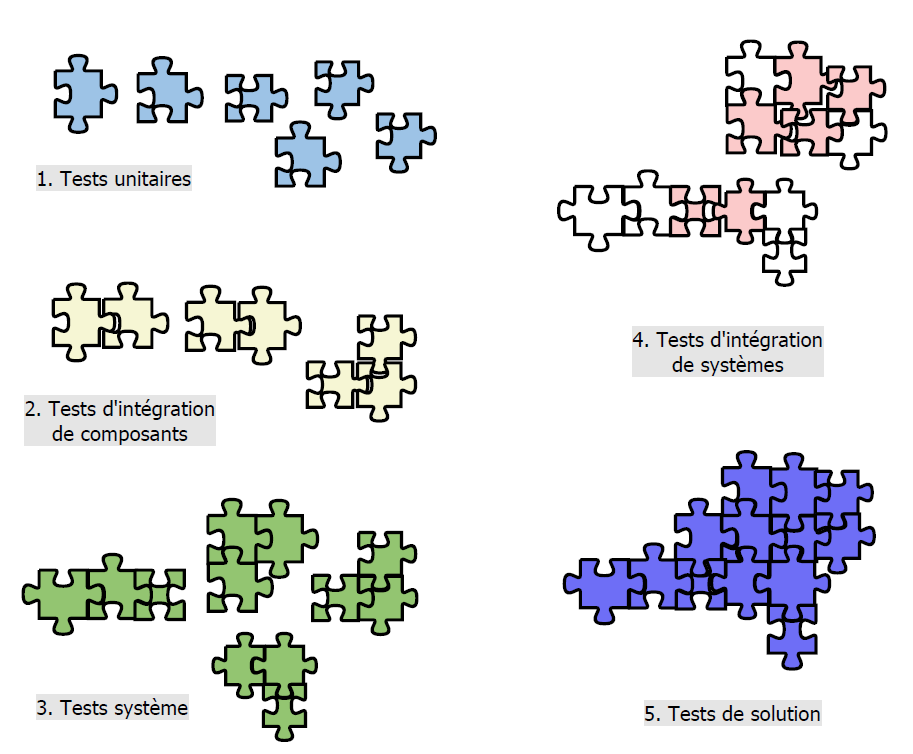 1. Tests unitaires
2. Tests d'intégration
de composants
3. Tests système
4. Tests d'intégration
de systèmes
5. Tests de solution